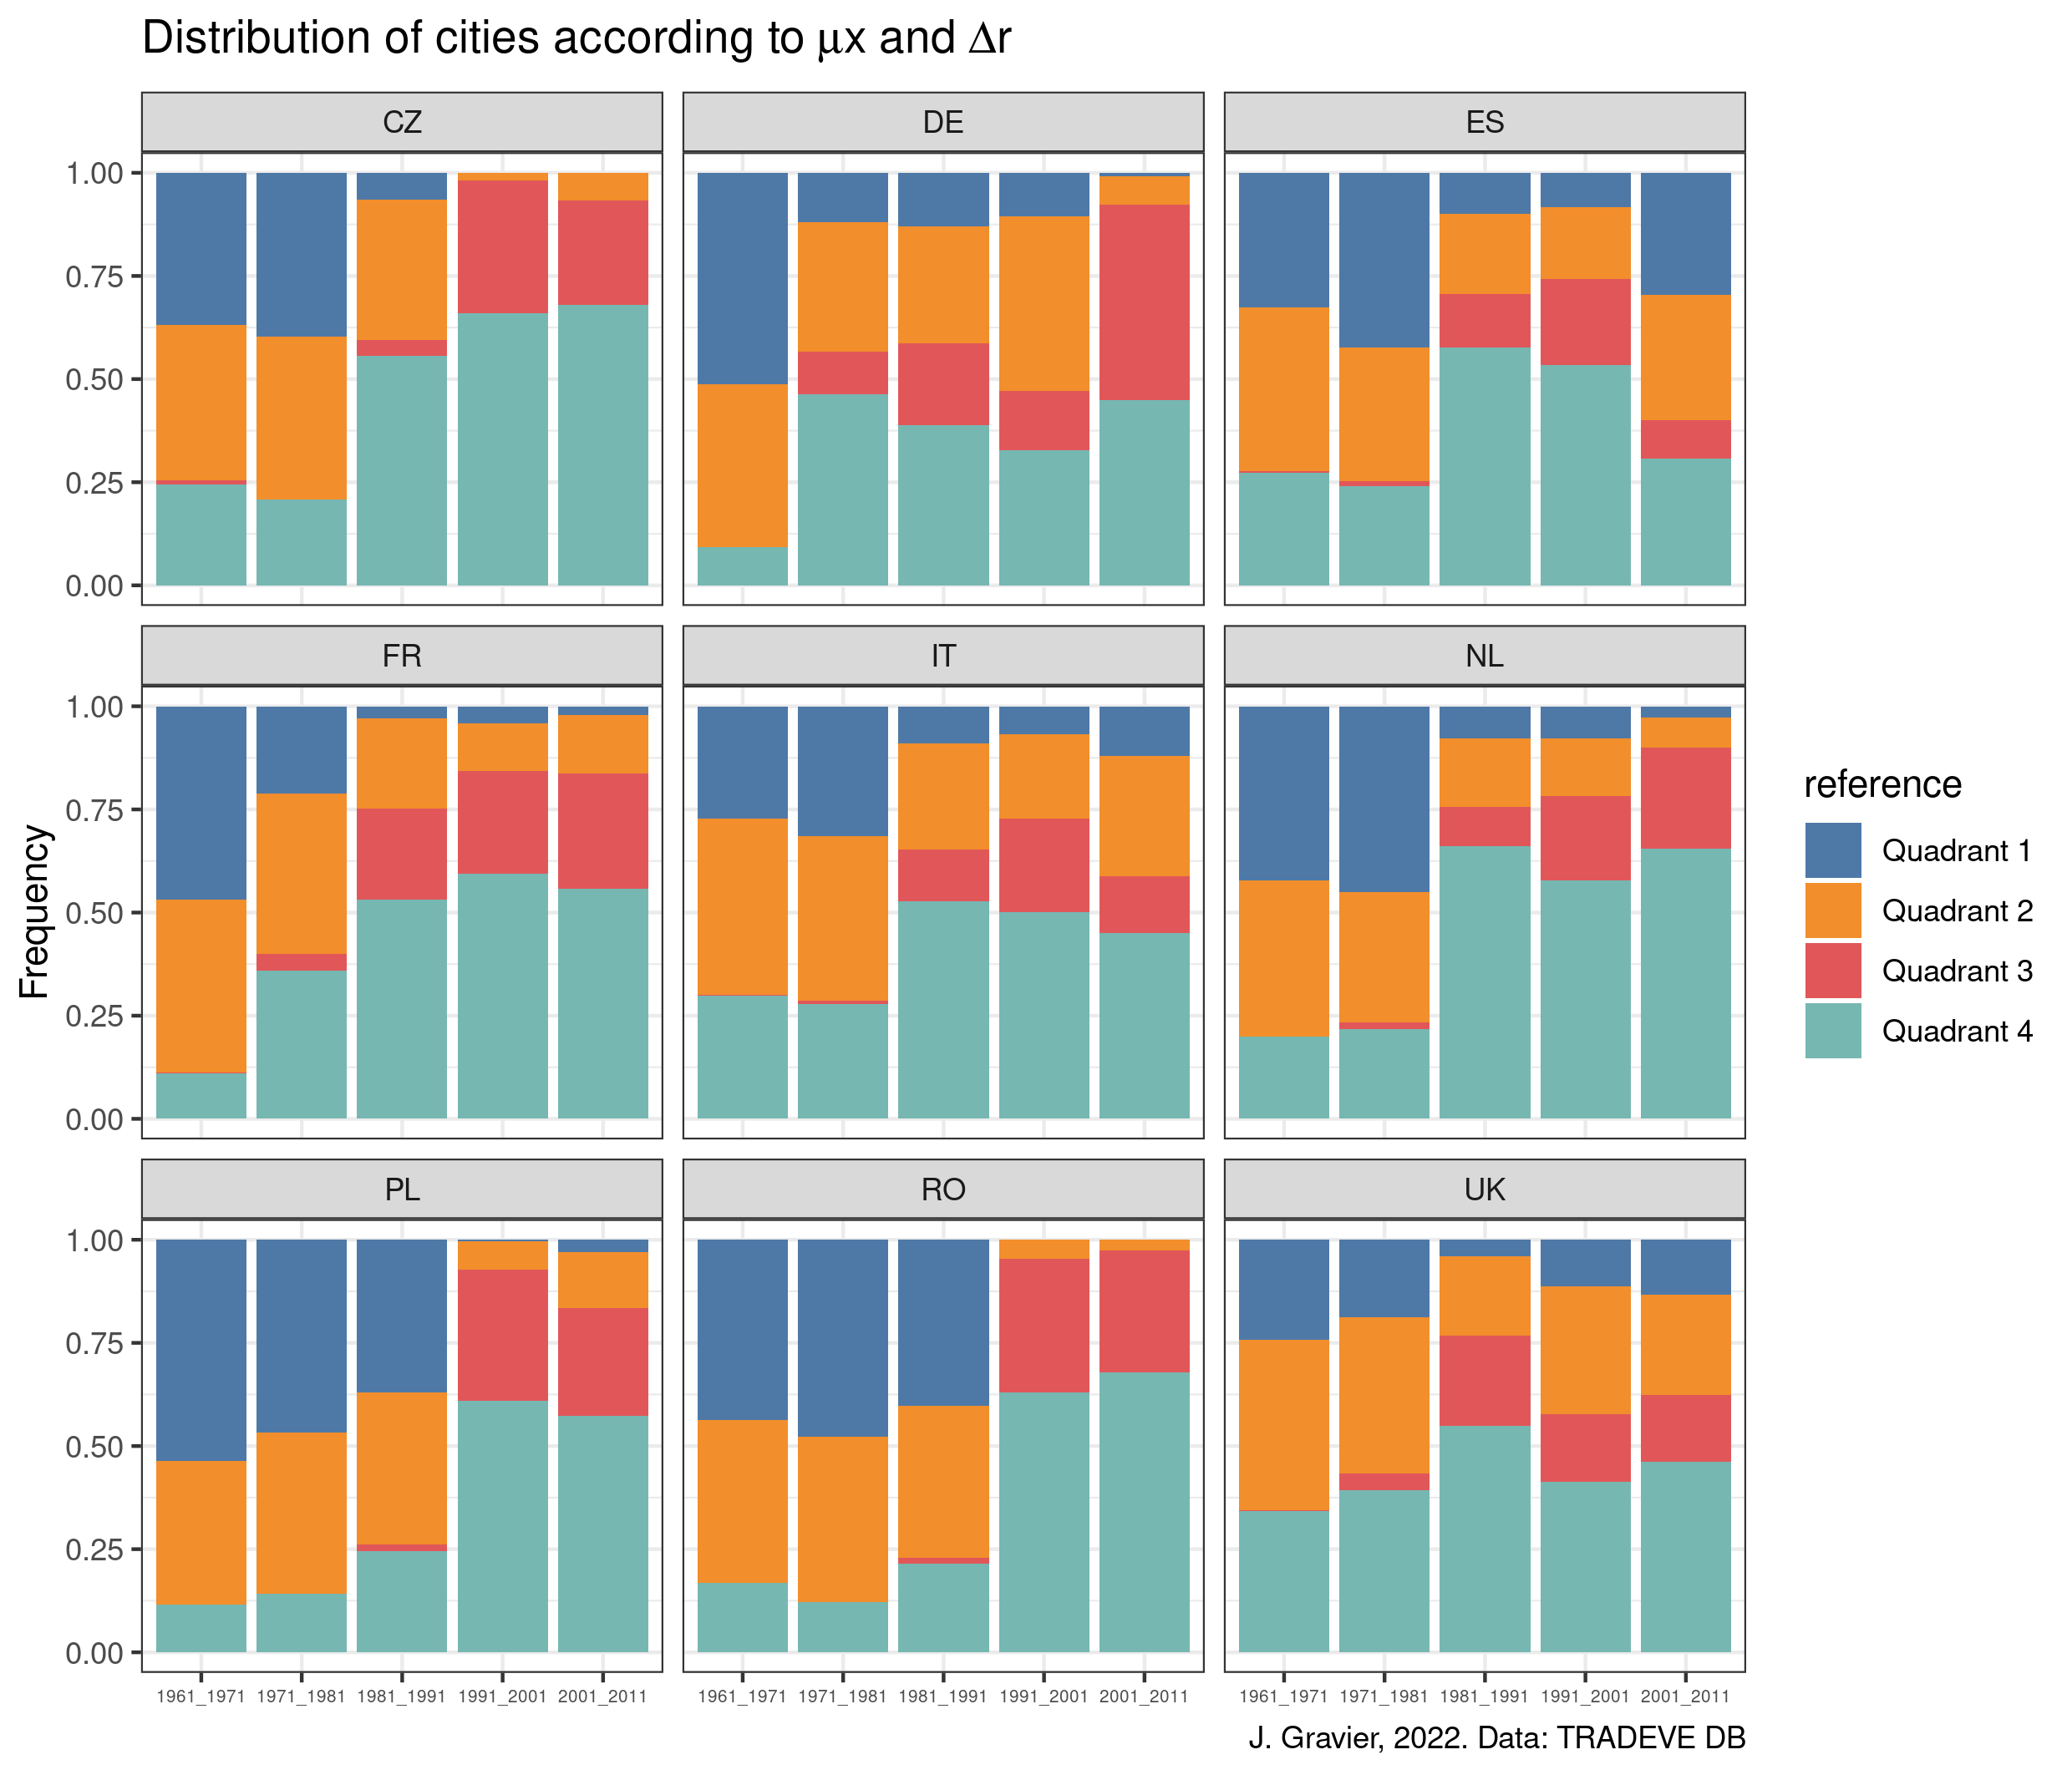 Distribution of cities according to μx and Δr
CZ
DE
ES
1.00
0.75
0.50
0.25
0.00
FR
IT
NL
1.00
0.75
0.50
0.25
0.00
PL
RO
UK
1.00
0.75
0.50
0.25
0.00
Frequency
1961_1971 1971_1981 1981_1991 1991_2001 2001_2011
1961_1971 1971_1981 1981_1991 1991_2001 2001_2011
1961_1971 1971_1981 1981_1991 1991_2001 2001_2011
reference
Quadrant 1
Quadrant 2
Quadrant 3
Quadrant 4
J. Gravier, 2022. Data: TRADEVE DB